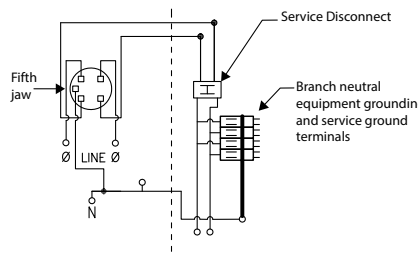 Service Disconnect
Fifth
jaw
Branch neutral
equipment groundin
and service ground
terminals
Ø LINE Ø
N